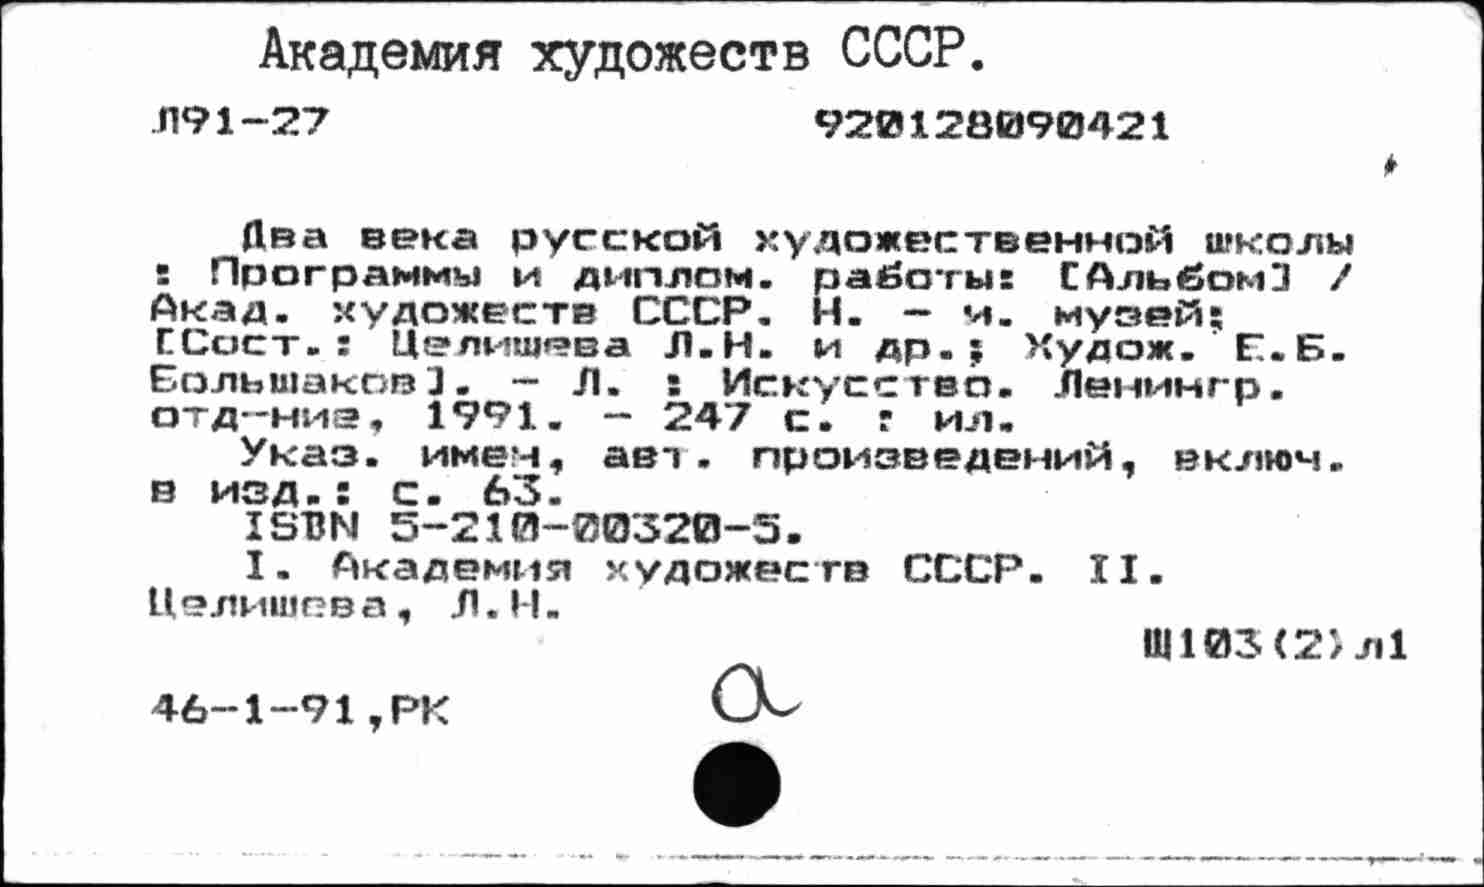 Академия художеств СССР.
Л91-27 920128090421
Два века русской художественной школы
: Программы и диплом. работы: [Альбом] /
Акад. художеств СССР. Н. - и. музей;
[Сост.: Целищева Л.Н. и др.; Худож. Е.Б.
Большаков]. - Л. : Искусство. Ленингр.
отд-ние, 1991. - 247 с. : ил.
Указ. имен, авт. произведений, включ.
в изд.: с. 63.
ISBN 5-210-00320-5.
I. Академия художеств СССР. II.
Целищева, Л.Н.
Щ103(2)л1
46-1-91,РК
а